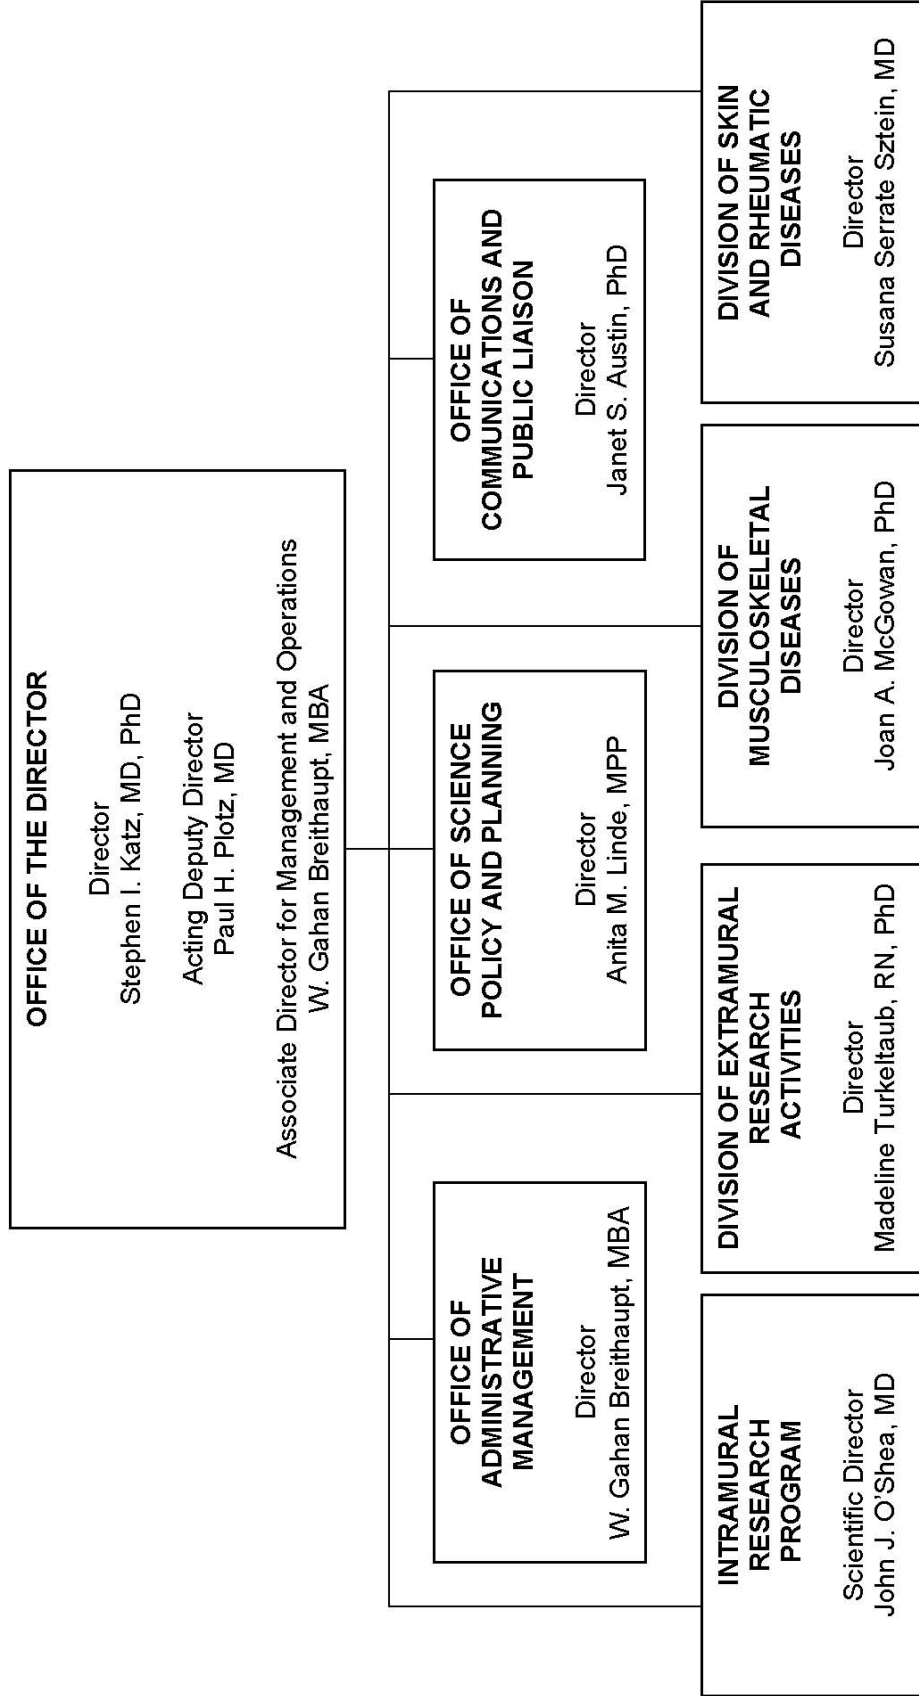 OFFICE OF THE DIRECTOR
Director
Stephen I. Katz, MD, PhD
Acting Deputy Director
Paul H. Plotz, MD
Associate Director for Management and Operations
W. Gahan Breithaupt, MBA
OFFICE OF
ADMINISTRATIVE
MANAGEMENT
Director
W. Gahan Breithaupt, MBA
OFFICE OF SCIENCE
POLICY AND PLANNING
Director
Anita M. Linde, MPP
OFFICE OF
COMMUNICATIONS AND
PUBLIC LIAISON
Director
Janet S. Austin, PhD
INTRAMURAL
RESEARCH
PROGRAM
Scientific Director
John J. O'Shea, MD
DIVISION OF EXTRAMURAL
RESEARCH
ACTIVITIES
Director
Madeline Turkeltaub, RN, PhD
DIVISION OF
MUSCULOSKELETAL
DISEASES
Director
Joan A. McGowan, PhD
DIVISION OF SKIN
AND RHEUMATIC
DISEASES
Director
Susana Serrate Sztein, MD